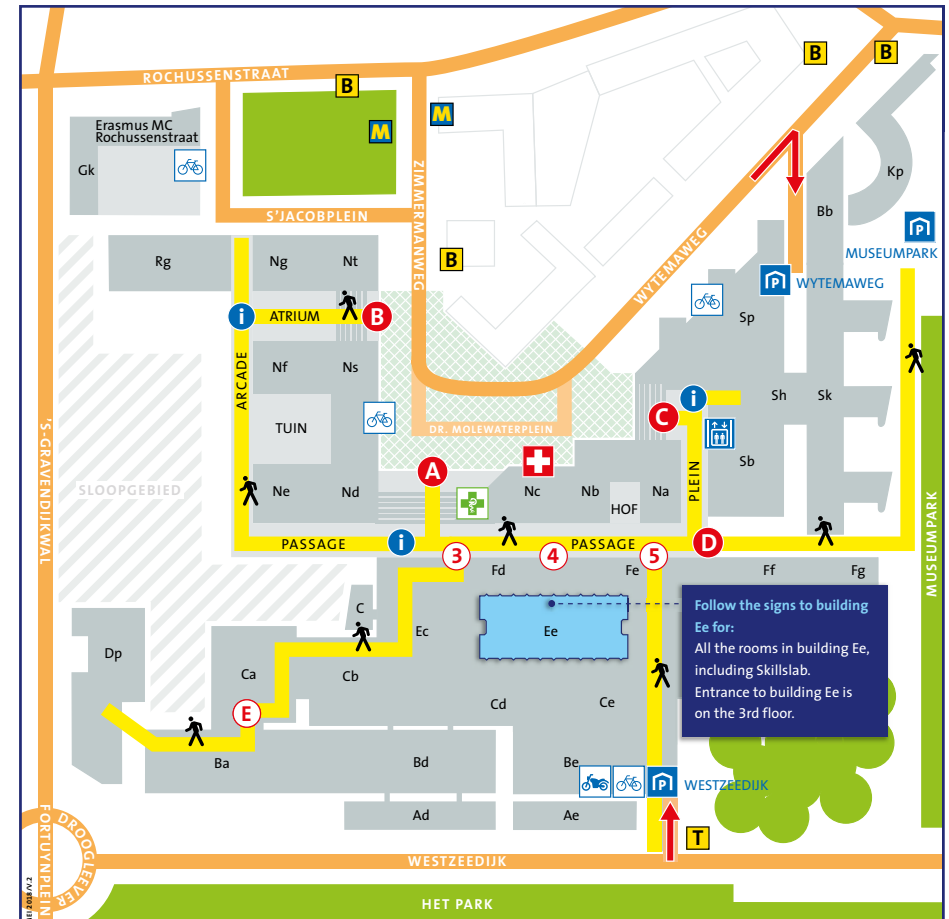 ROCHUSSENSTRAAT
B
B
B
M
M
Erasmus MC
Rochussenstraat
Gk
ZIMMERMANWEG
Kp
Bb
P
MUSEUMPARK
S'JACOBPLEIN
WYTEMAWEG
B
Rg
Ng
Nt
P
WYTEMAWEG
i
ATRIUM
B
Sp
ARCADE
Nf
Ns
i
Sh
Sk
C
TUIN
DR. MOLEWATERPLEIN
'S-GRAVENDIJKWAL
SLOOPGEBIED
A
PLEIN
Sb
Ne
Nd
Nc
Nb
Na
HOF
PASSAGE
i
3
4
PASSAGE
5
D
MUSEUMPARK
Fd
Fe
Ff
Fg
C
Ec
Ee
Follow the signs to building
Ee for:
All the rooms in building Ee,
including Skillslab.
Entrance to building Ee is
on the 3rd floor.
Dp
Ca
Cb
Cd
Ce
E
Ba
Bd
Be
P
WESTZEEDIJK
Ad
Ae
T
DROOGLEEVER
FORTUYNPLEIN
WESTZEEDIJK
HET PARK
2018/V.2